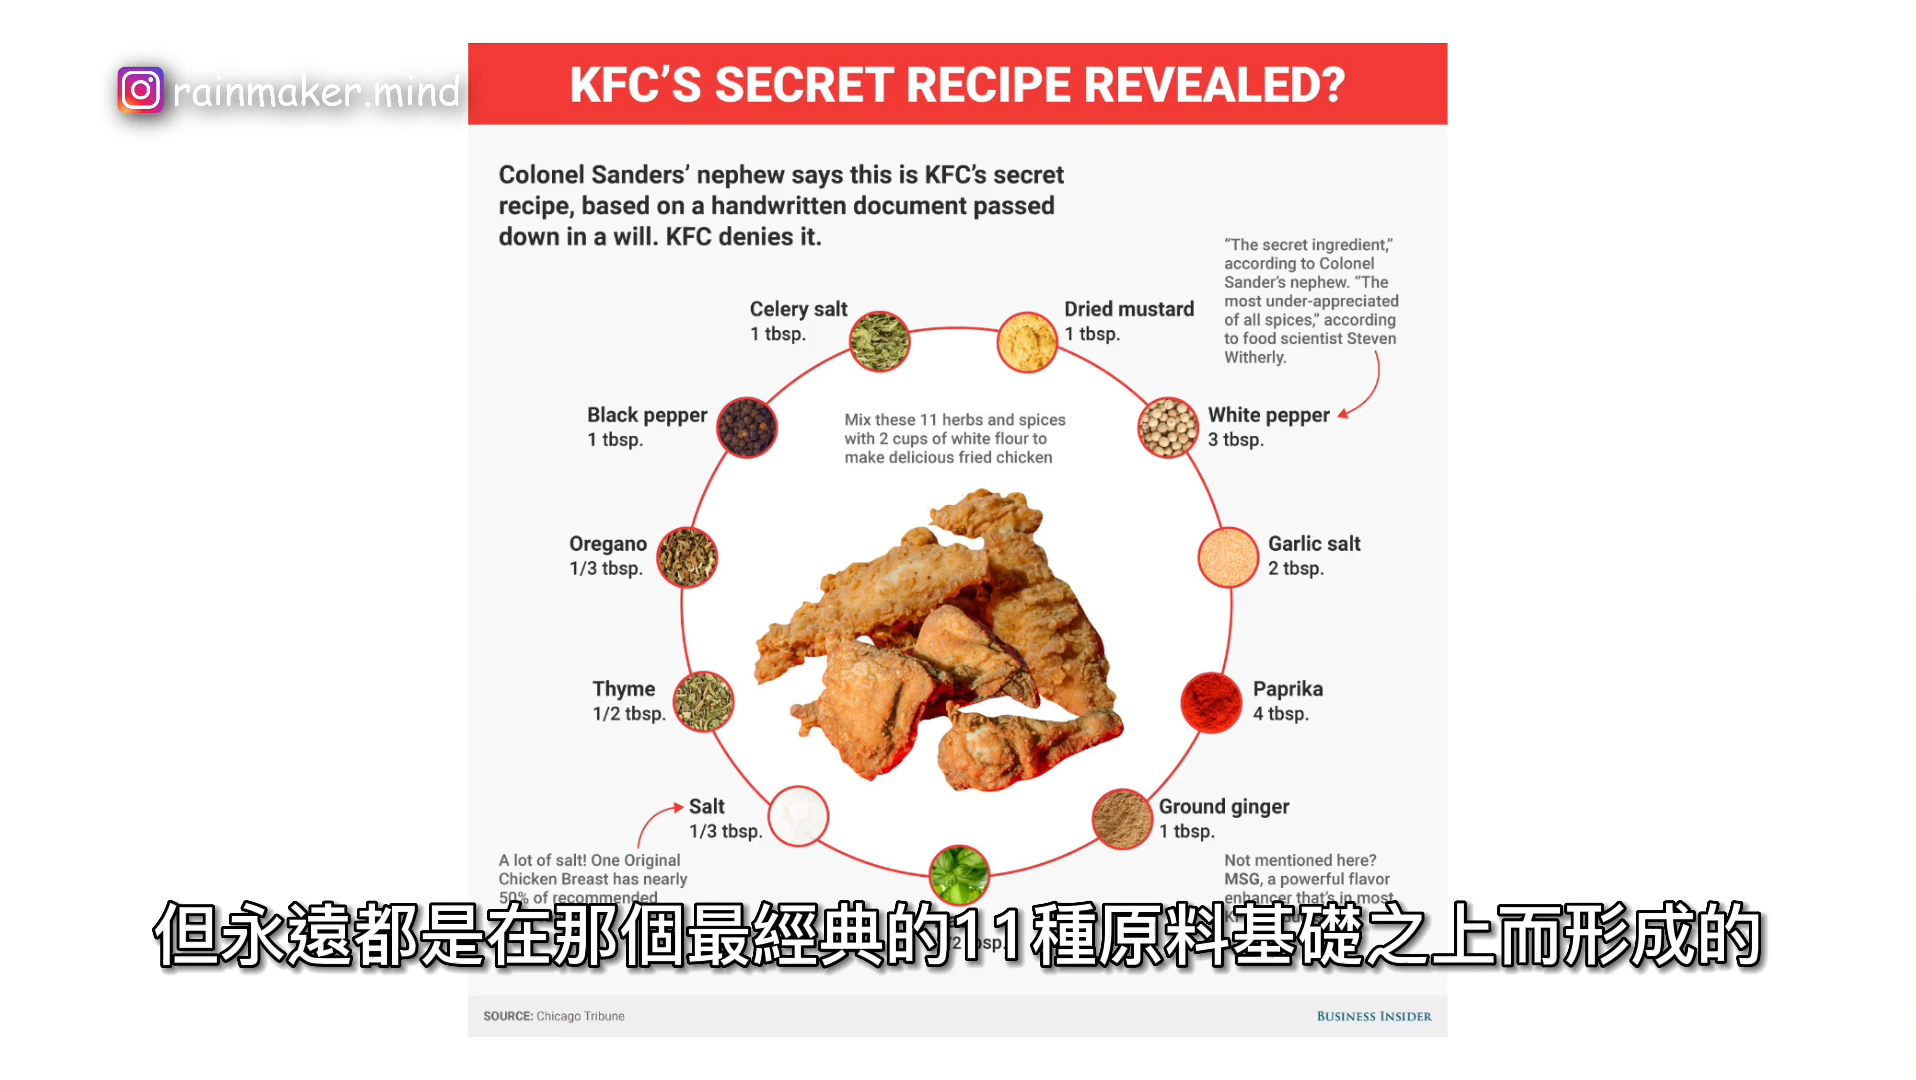 rainmaker.mind
KFC’S SECRET RECIPE REVEALED?
Colonel Sanders’ nephew says this is KFC’s secret
recipe, based on a handwritten document passed
down in a will. KFC denies it.
“The secret ingredient,”
according to Colonel
Sander’s nephew. “The
most under-appreciated
of all spices,” according
to food scientist Steven
Witherly.
Celery salt
1 tbsp.
Dried mustard
1 tbsp.
Black pepper
1 tbsp.
Mix these 11 herbs and spices
with 2 cups of white flour to
make delicious fried chicken
White pepper
3 tbsp.
Oregano
1/3 tbsp.
Garlic salt
2 tbsp.
Thyme
1/2 tbsp.
Paprika
4 tbsp.
Salt
1/3 tbsp.
Ground ginger
1 tbsp.
A lot of salt! One Original
Chicken Breast has nearly
50% of recommended
Not mentioned here?
MSG, a powerful flavor
enhancer that’s in most
但永遠都是在那個最經典的11種原料基礎之上而形成的
SOURCE: Chicago Tribune
BUSINESS INSIDER